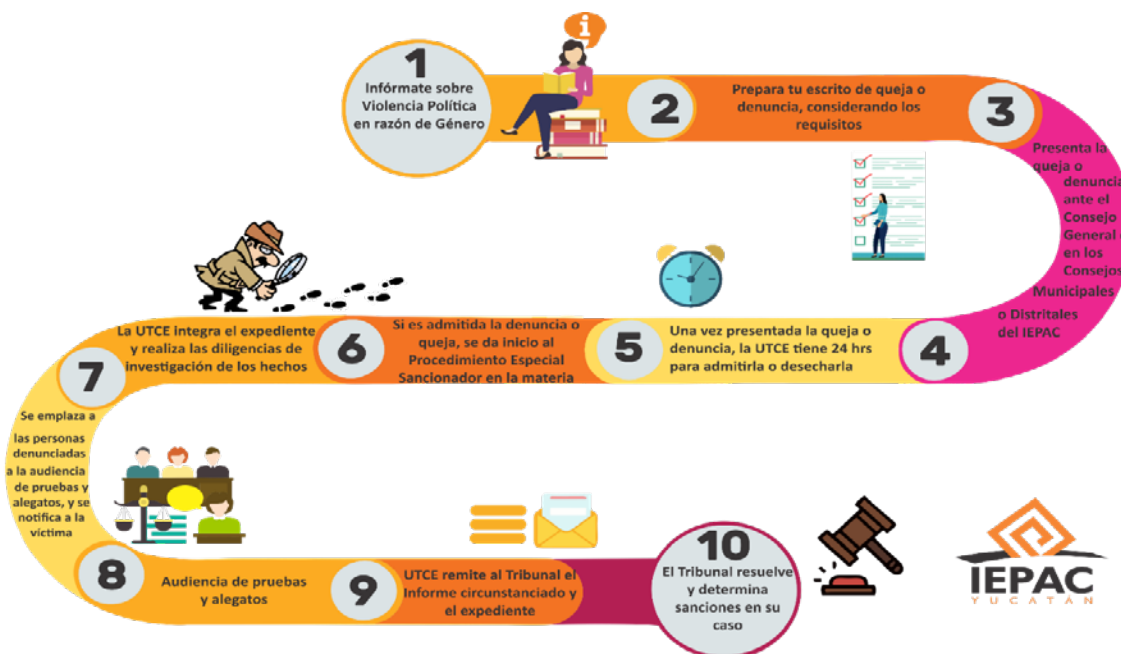 1
Infórmate sobre
Violencia Política
en razón de Género
i
2
Prepara tu escrito de queja o
denuncia, considerando los
requisitos
3
Presenta la
queja o
denuncia
ante el
Consejo
General o
en los
Consejos
Municipales
o Distritales
del IEPAC
4
Una vez presentada la queja o
denuncia, la UTCE tiene 24 hrs
para admitirla o desecharla
5
Si es admitida la denuncia o
queja, se da inicio al
Procedimiento Especial
Sancionador en la materia
6
La UTCE integra el expediente
y realiza las diligencias de
investigación de los hechos
7
Se emplaza a
las personas
denunciadas
a la audiencia
de pruebas y
alegatos, y se
notifica a la
víctima
8
Audiencia de pruebas
y alegatos
9
UTCE remite al Tribunal el
Informe circunstanciado y
el expediente
10
El Tribunal resuelve
y determina
sanciones en su
caso
IEPAC
YUCATÁN